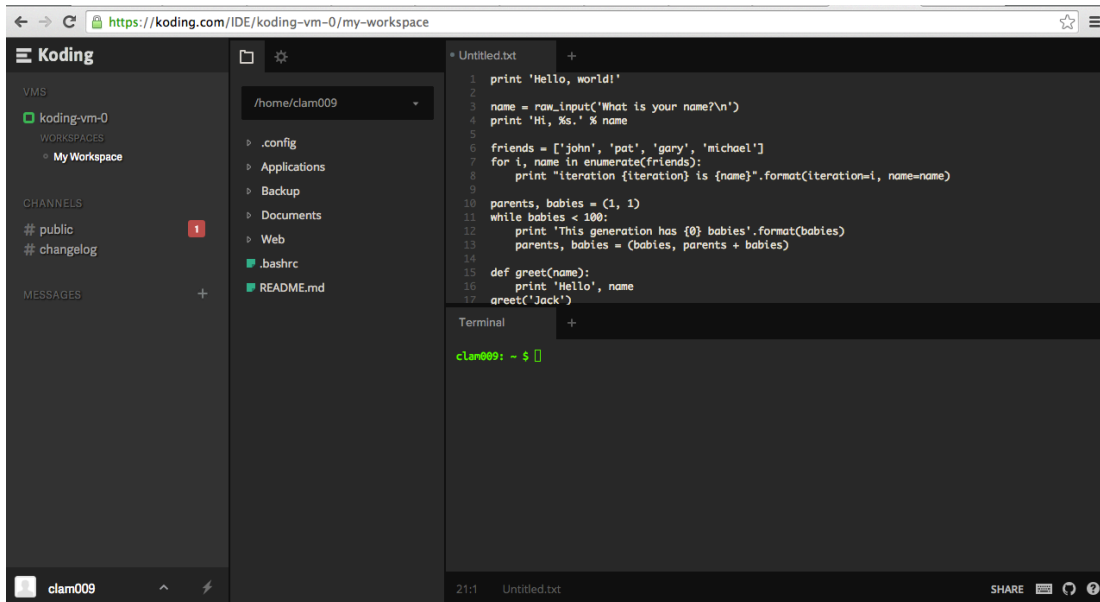 https://koding.com/IDE/koding-vm-0/my-workspace
Koding
VMS
koding-vm-0
WORKSPACES
My Workspace
CHANNELS
# public 1
# changelog
MESSAGES +
clam009
/home/clam009
.config
Applications
Backup
Documents
Web
.bashrc
README.md
Untitled.txt +
1 print 'Hello, world!'
2
3 name = raw_input('What is your name?\n')
4 print 'Hi, %s.' % name
5
6 friends = ['john', 'pat', 'gary', 'michael']
7 for i, name in enumerate(friends):
8 print "iteration {iteration} is {name}".format(iteration=i, name=name)
9
10 parents, babies = (1, 1)
11 while babies < 100:
12 print 'This generation has {0} babies'.format(babies)
13 parents, babies = (babies, parents + babies)
14
15 def greet(name):
16 print 'Hello', name
17 greet('Jack')
Terminal +
clam009: ~ $
21:1 Untitled.txt
SHARE ?